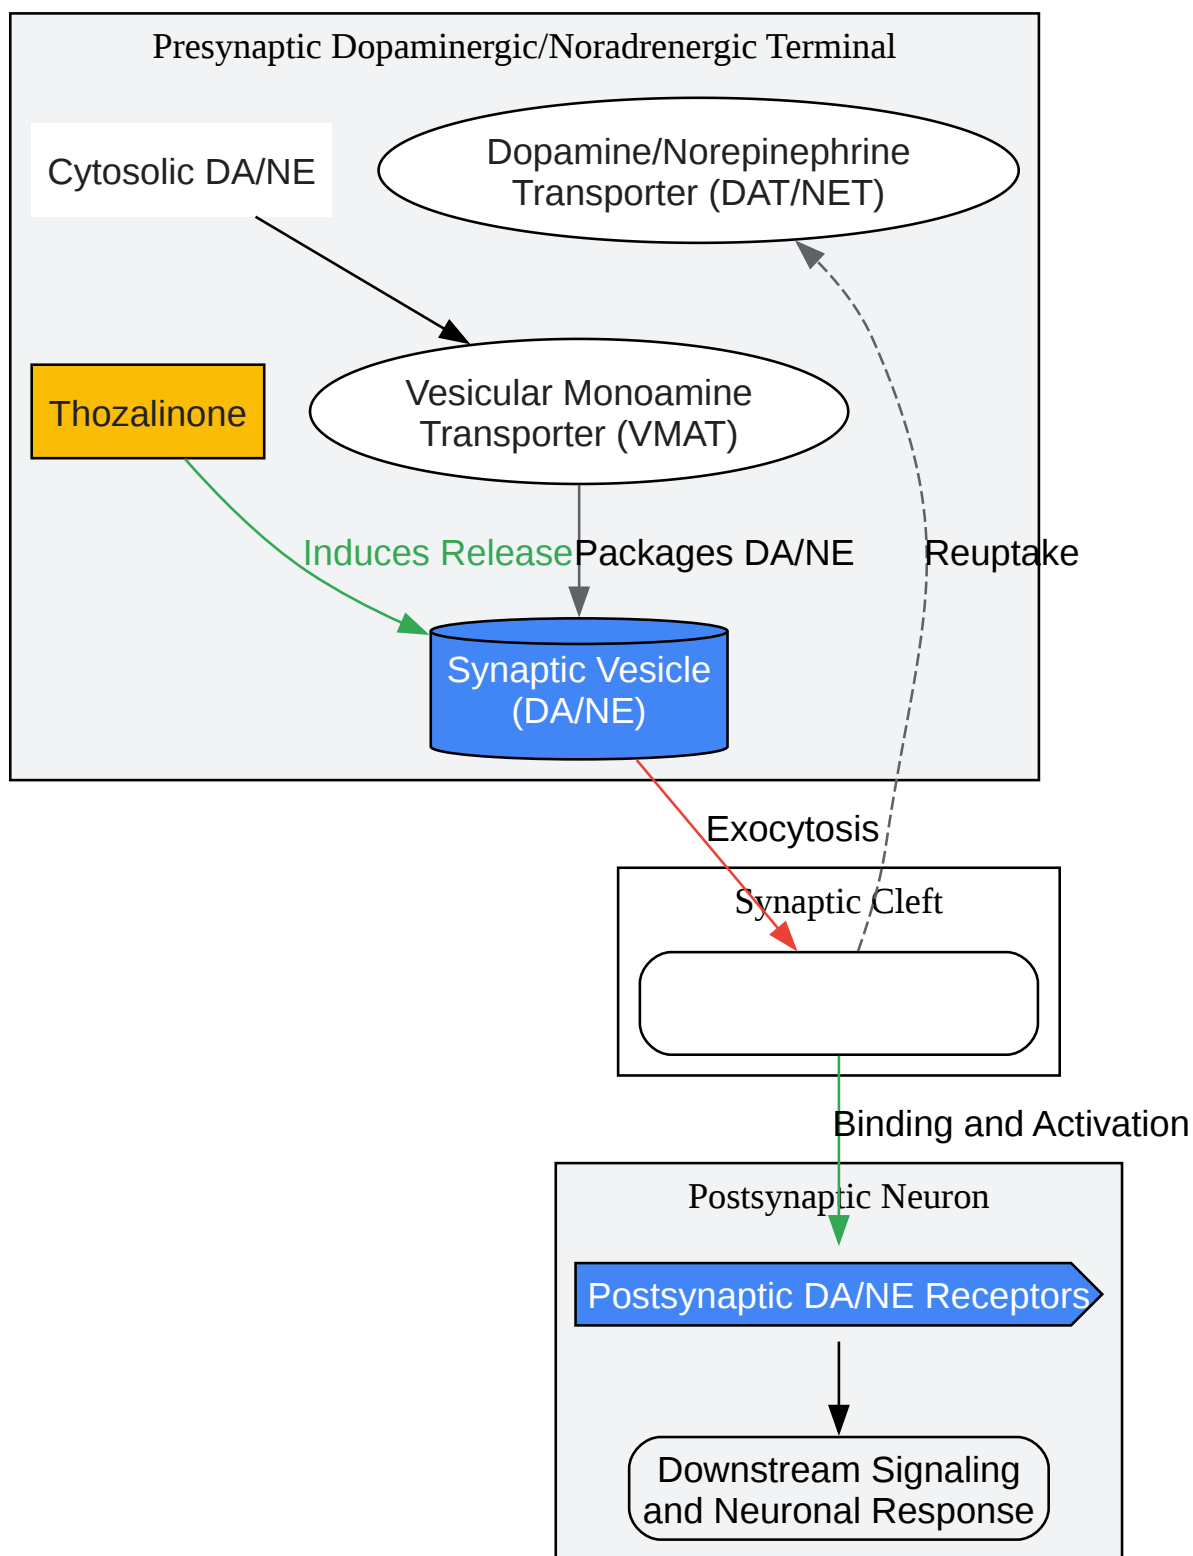 Presynaptic Dopaminergic/Noradrenergic Terminal
Cytosolic DA/NE
Dopamine/Norepinephrine
Transporter (DAT/NET)
Thozalinone
Vesicular Monoamine
Transporter (VMAT)
Induces Release
Packages DA/NE
Reuptake
Synaptic Vesicle
(DA/NE)
Exocytosis
Synaptic Cleft
Binding and Activation
Postsynaptic Neuron
Postsynaptic DA/NE Receptors
Downstream Signaling
and Neuronal Response